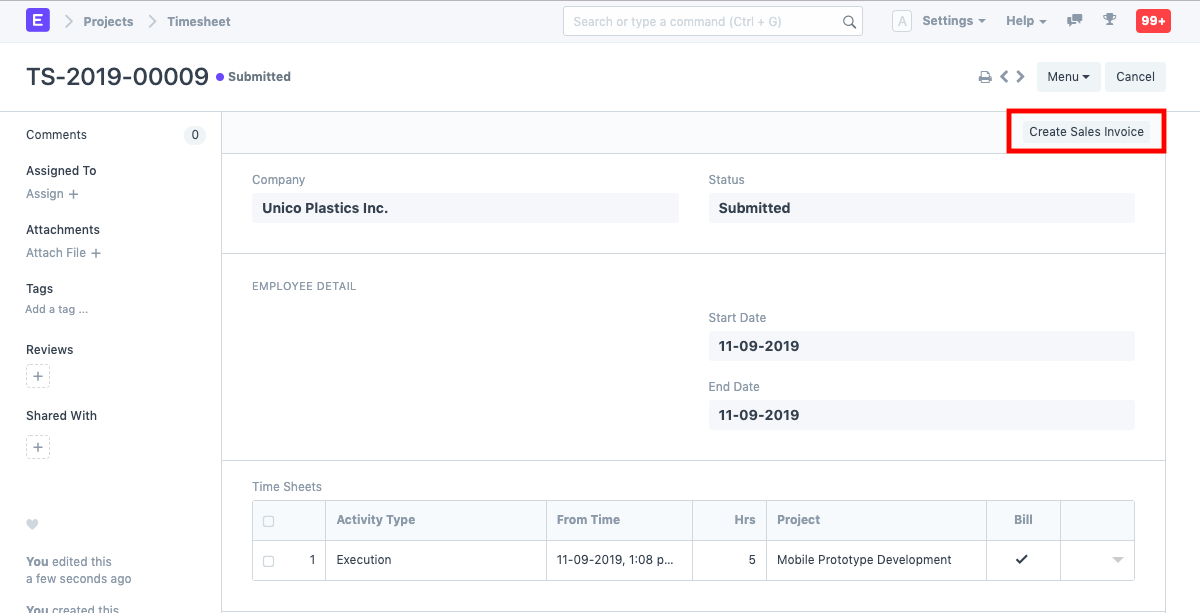 E Projects Timesheet Search or type a command (Ctrl + G) A Settings Help 99+
TS-2019-00009 Submitted Menu Cancel
Comments 0
Create Sales Invoice
Assigned To
Assign +
Attachments
Attach File +
Tags
Add a tag ...
Reviews
+
Shared With
+
You edited this
a few seconds ago
You created this
Company
Unico Plastics Inc.
Status
Submitted
EMPLOYEE DETAIL
Start Date
11-09-2019
End Date
11-09-2019
Time Sheets
Activity Type From Time Hrs Project Bill
1 Execution 11-09-2019, 1:08 p... 5 Mobile Prototype Development ✓